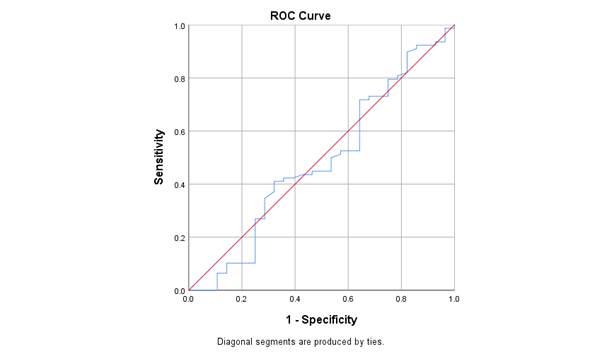 ROC Curve
1.0
0.8
0.6
0.4
0.2
0.0
Sensitivity
0.0 0.2 0.4 0.6 0.8 1.0
1 - Specificity
Diagonal segments are produced by ties.